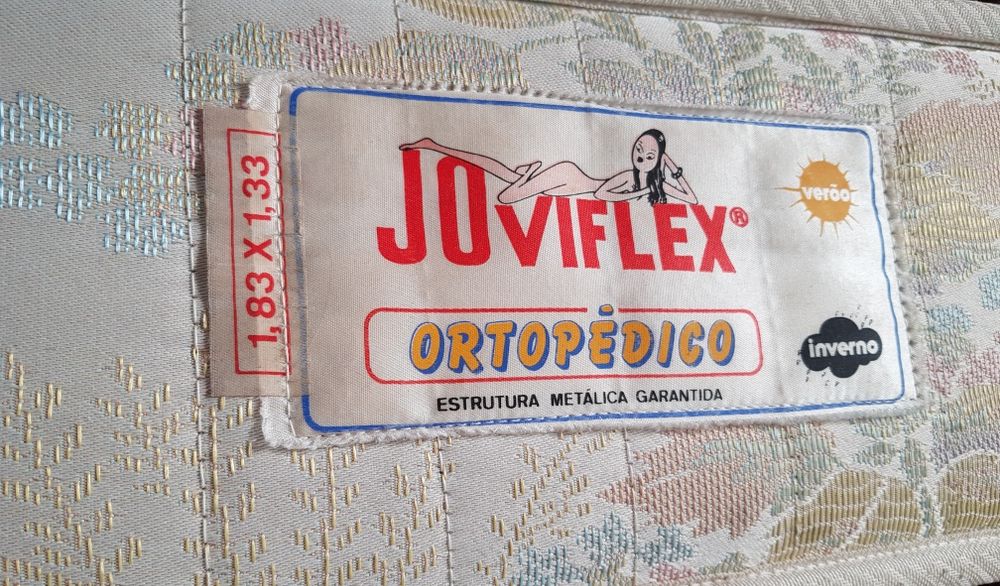 1,83 X 1,33
JOVIFLEX®
verão
ORTOPÉDICO
inverno
ESTRUTURA METÁLICA GARANTIDA